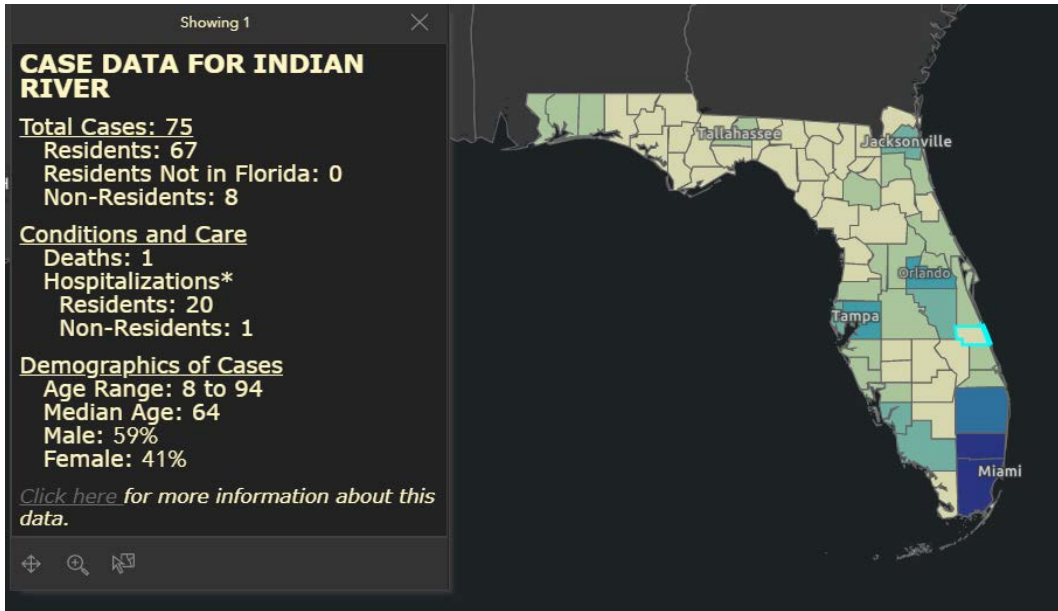 Showing 1
CASE DATA FOR INDIAN
RIVER
Total Cases: 75
Residents: 67
Residents Not in Florida: 0
Non-Residents: 8
Conditions and Care
Deaths: 1
Hospitalizations*
Residents: 20
Non-Residents: 1
Demographics of Cases
Age Range: 8 to 94
Median Age: 64
Male: 59%
Female: 41%
Click here for more information about this
data.
Tallahassee
Jacksonville
Orlando
Tampa
Miami